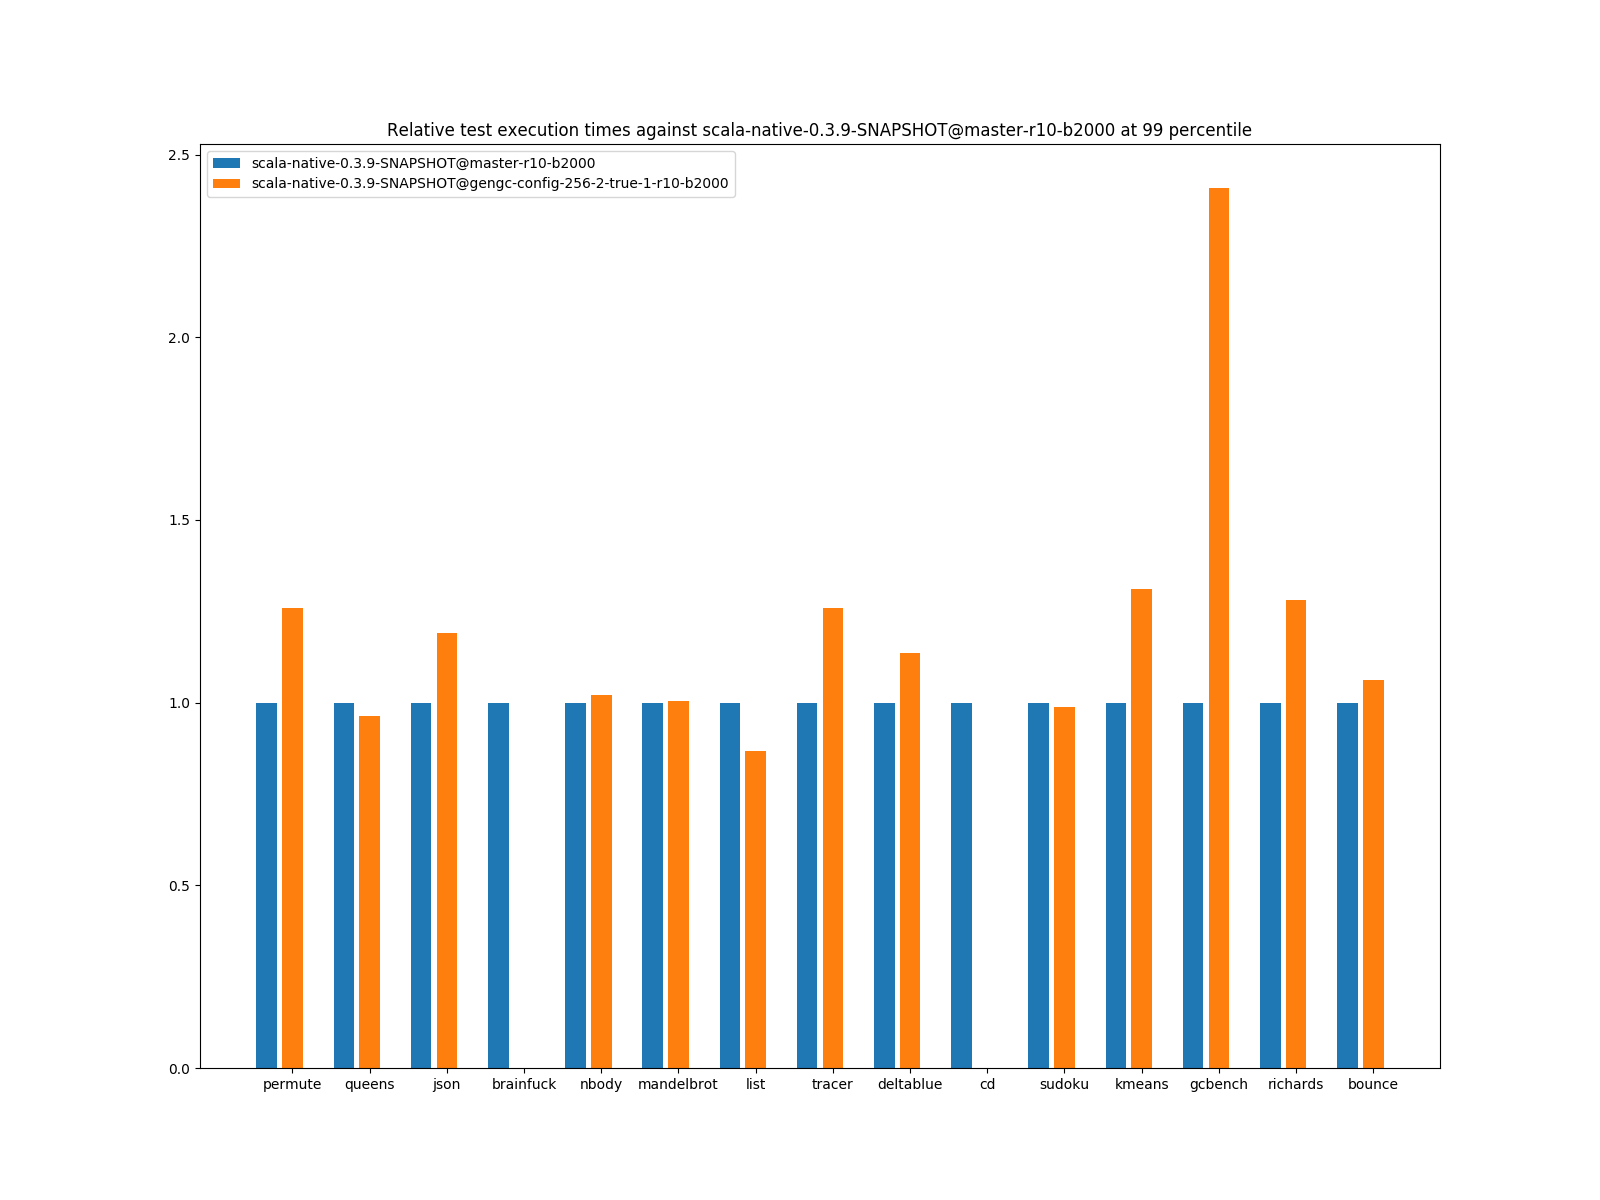 Relative test execution times against scala-native-0.3.9-SNAPSHOT@master-r10-b2000 at 99 percentile
scala-native-0.3.9-SNAPSHOT@master-r10-b2000
scala-native-0.3.9-SNAPSHOT@gengc-config-256-2-true-1-r10-b2000
2.5
2.0
1.5
1.0
0.5
0.0
permute queens json brainfuck nbody mandelbrot list tracer deltablue cd sudoku kmeans gcbench richards bounce